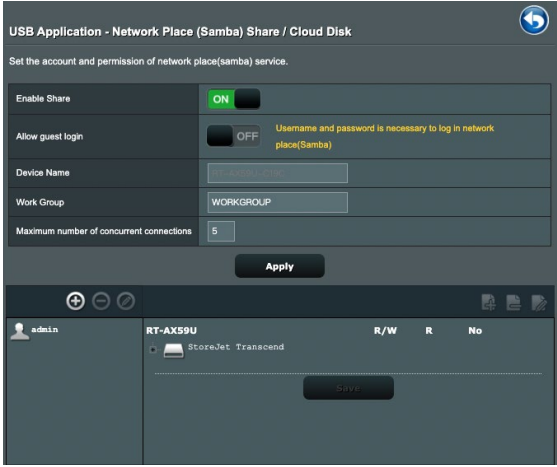 USB Application - Network Place (Samba) Share / Cloud Disk
Set the account and permission of network place(samba) service.
Enable Share
ON
Allow guest login
OFF
Username and password is necessary to log in network
place(Samba)
Device Name
Work Group
WORKGROUP
Maximum number of concurrent connections
5
Apply
admin
RT-AX59U R/W R No
StoreJet Transcend
Save